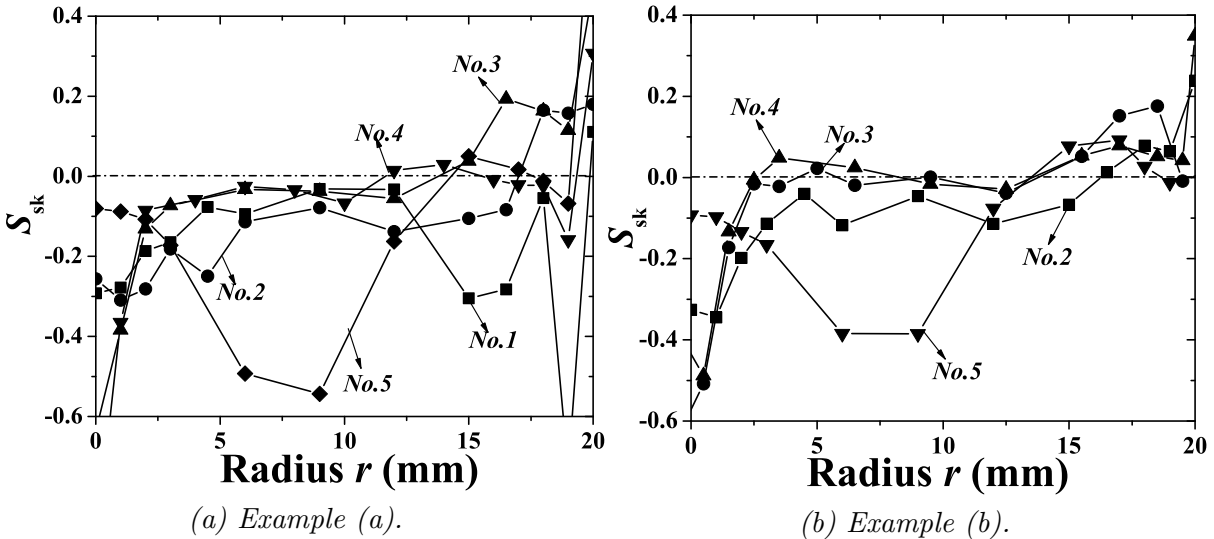 0.4
0.2
0.0
-0.2
-0.4
-0.6
S_sk
No.3
No.4
No.2
No.5
No.1
0 5 10 15 20
Radius r (mm)
(a) Example (a).
0.4
0.2
0.0
-0.2
-0.4
-0.6
S_sk
No.4
No.3
No.2
No.5
0 5 10 15 20
Radius r (mm)
(b) Example (b).